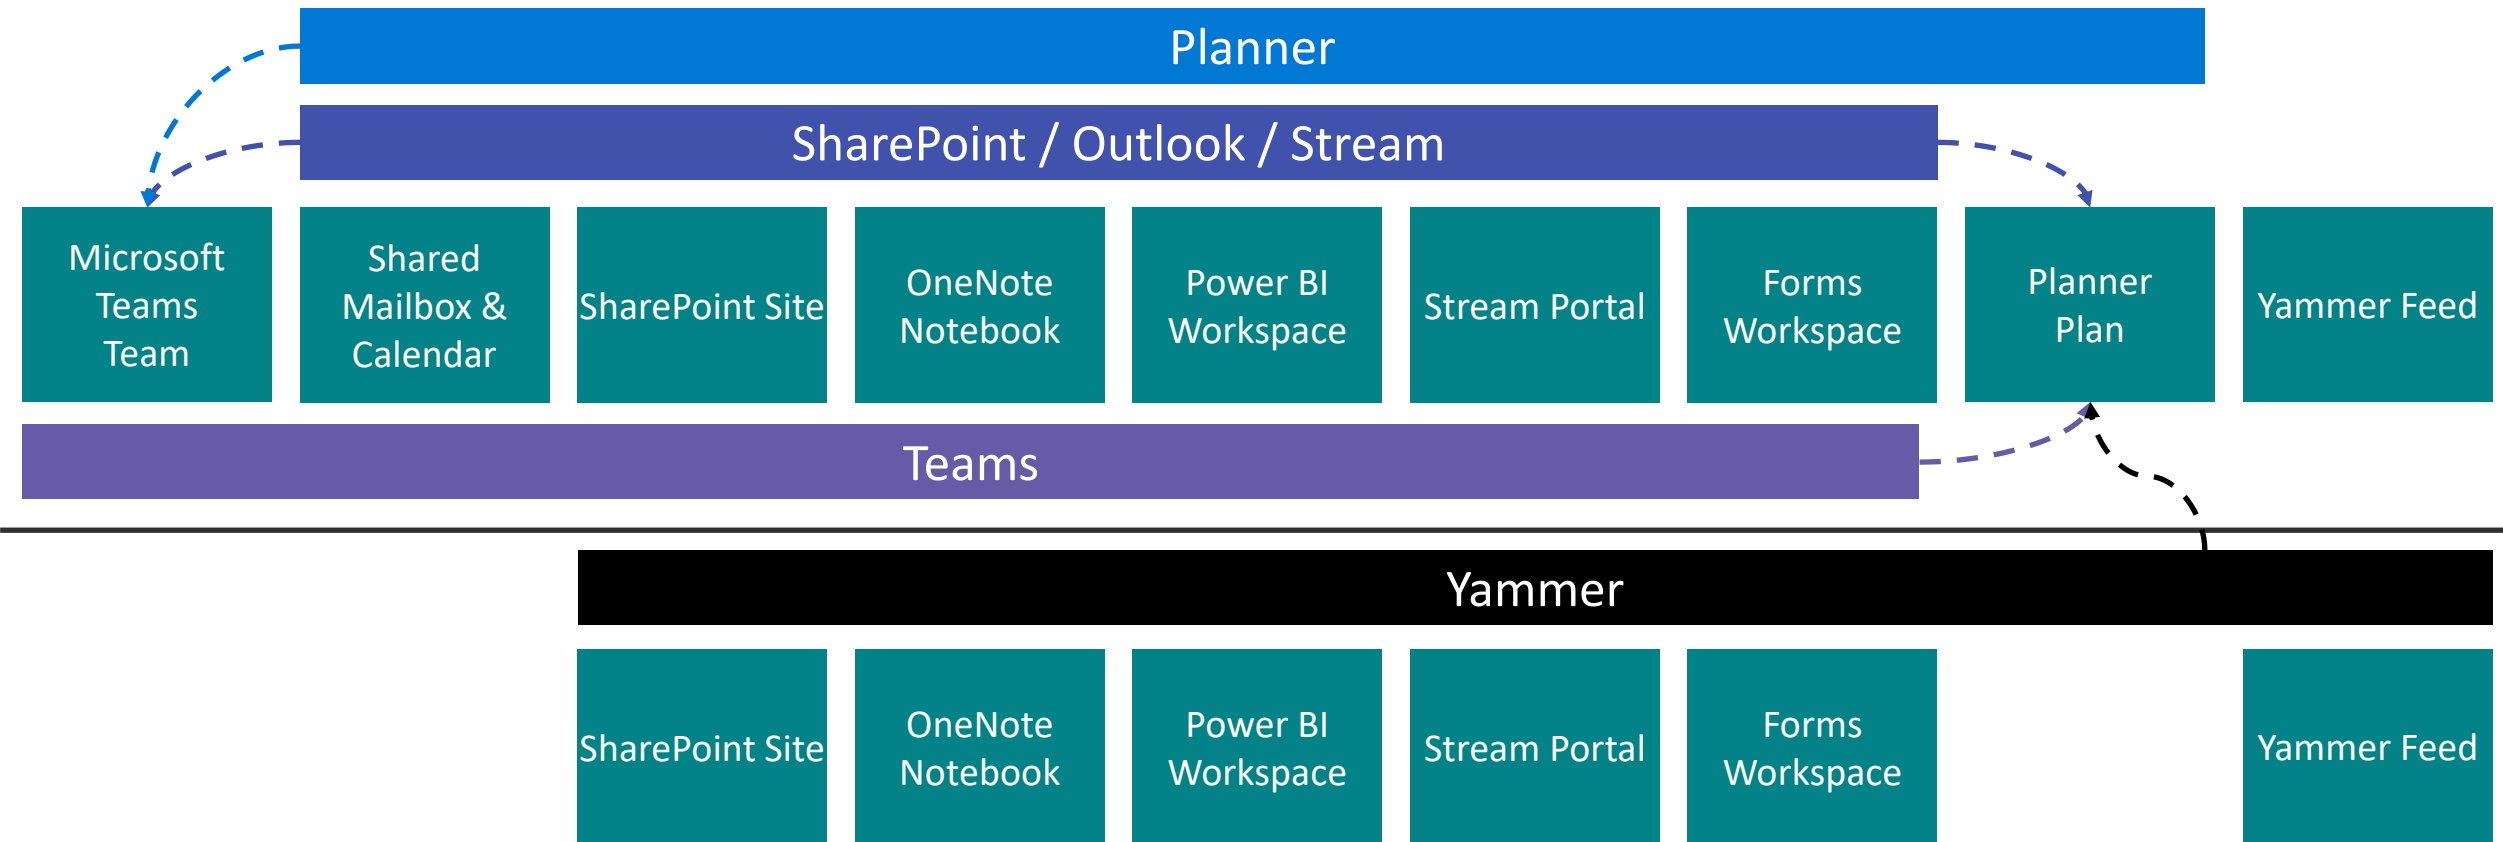 Planner
SharePoint / Outlook / Stream
Microsoft
Teams
Team
Shared
Mailbox &
Calendar
SharePoint Site
OneNote
Notebook
Power BI
Workspace
Stream Portal
Forms
Workspace
Planner
Plan
Yammer Feed
Teams
Yammer
SharePoint Site
OneNote
Notebook
Power BI
Workspace
Stream Portal
Forms
Workspace
Yammer Feed